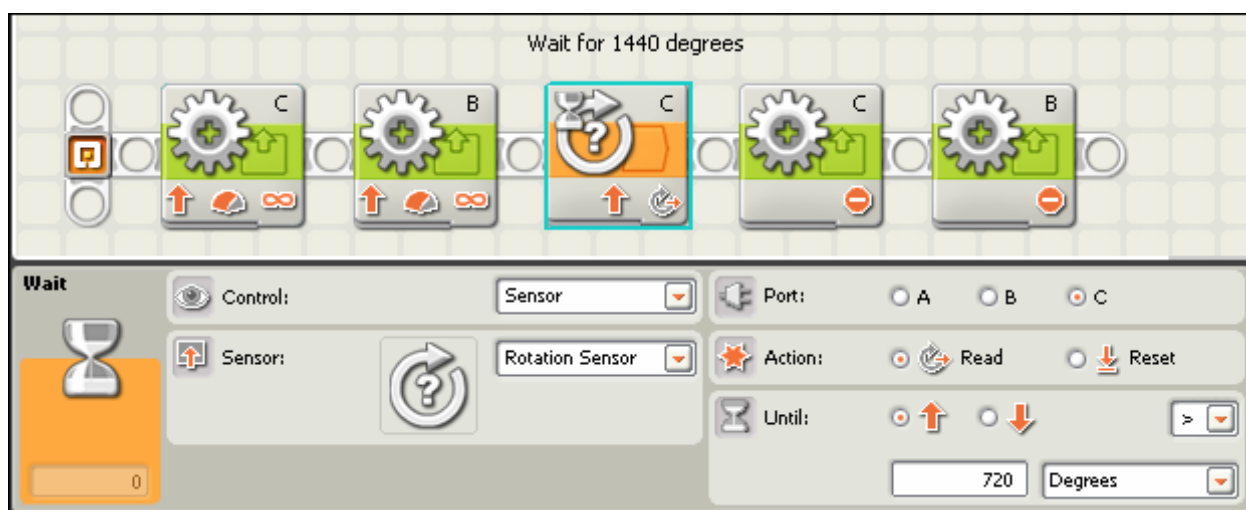 Wait for 1440 degrees
C
B
C
C
B
Wait
Control:
Sensor
Port:
A
B
C
Sensor:
Rotation Sensor
Action:
Read
Reset
Until:
>
0
720
Degrees